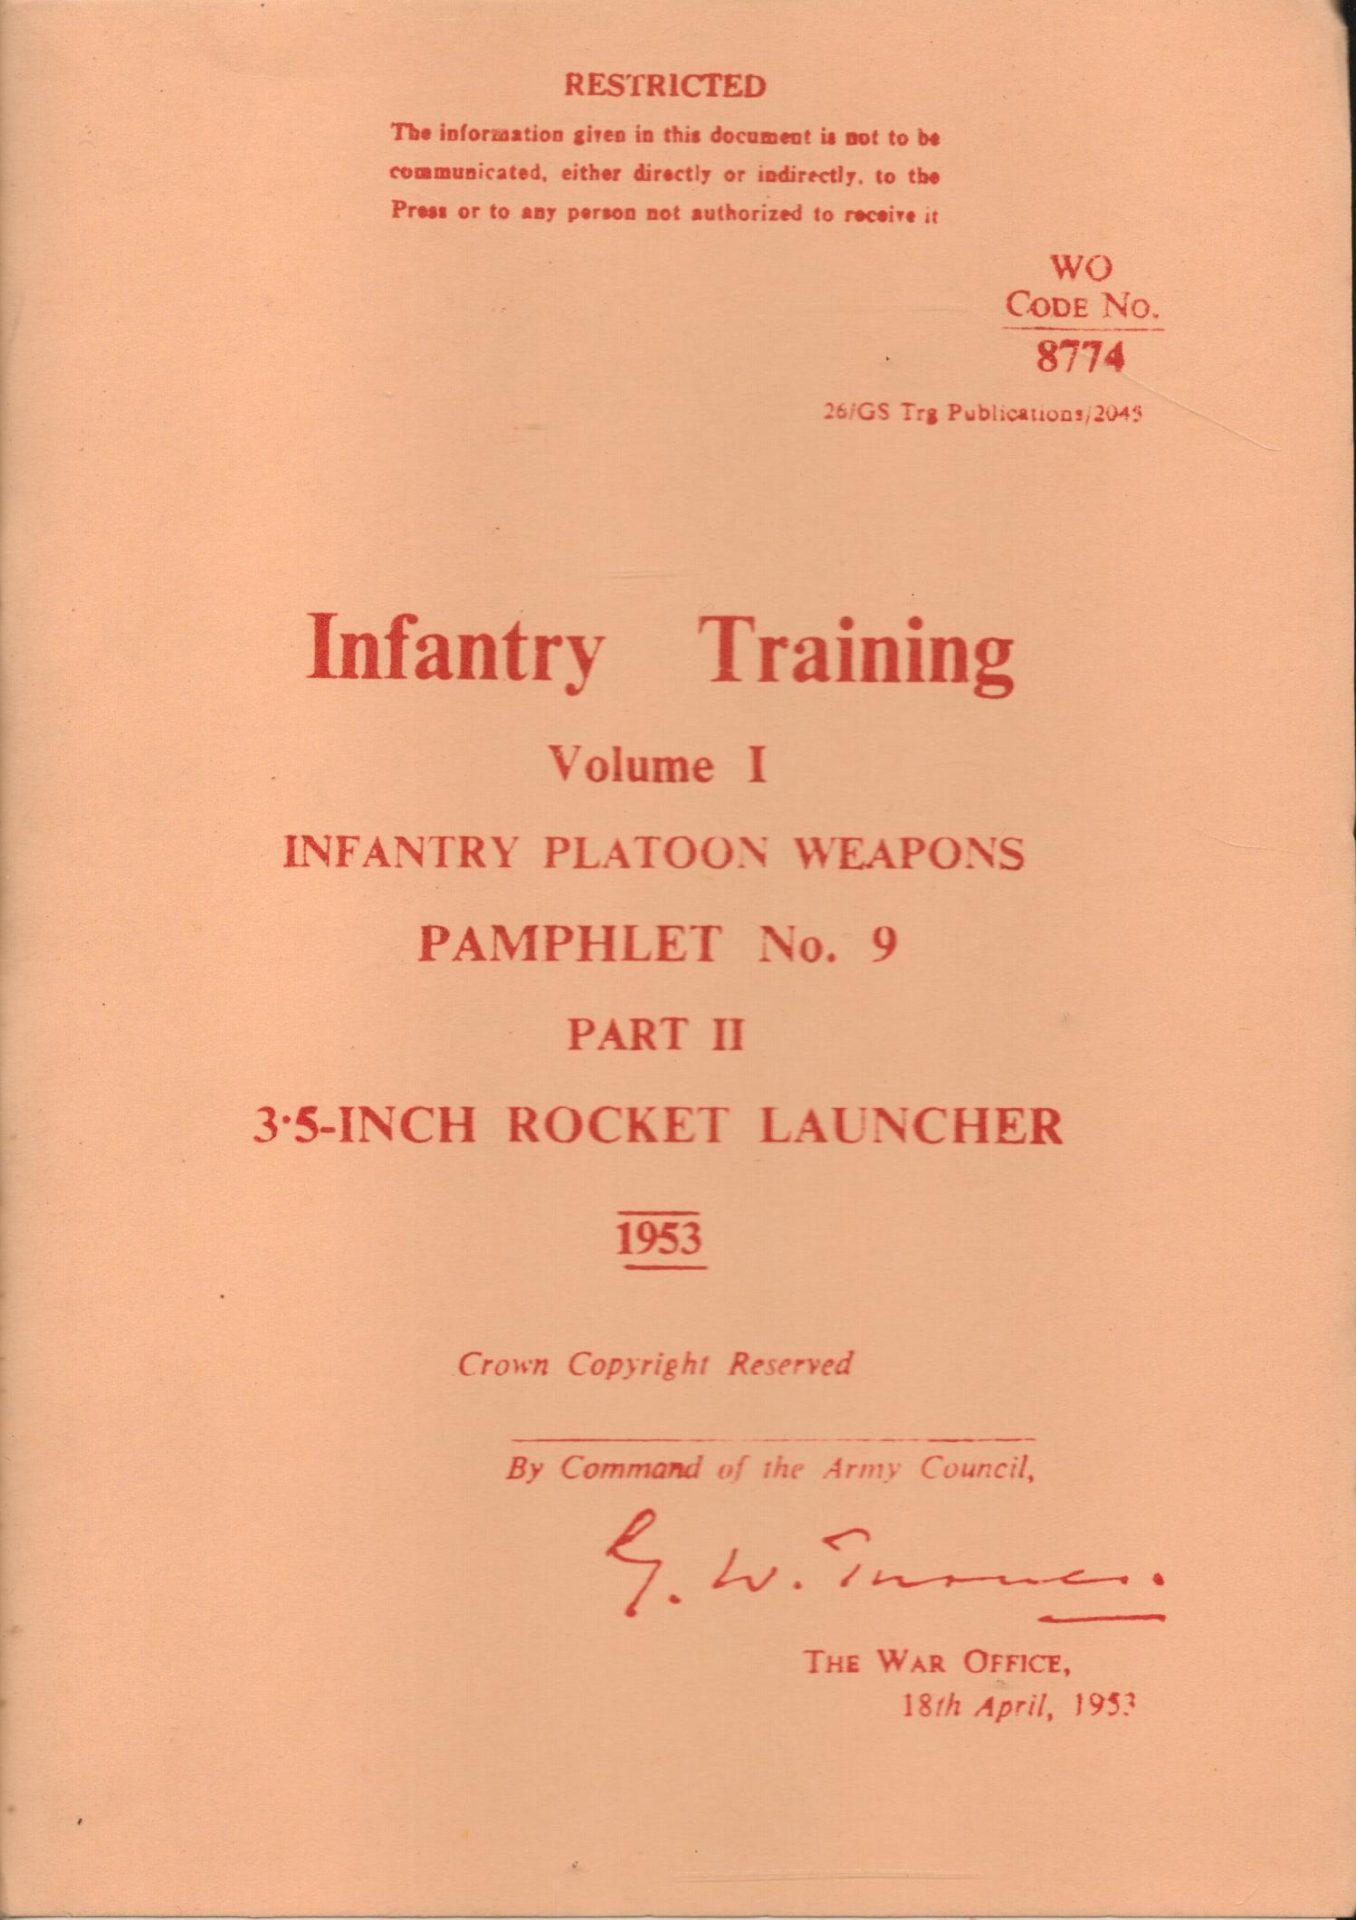 RESTRICTED
The information given in this document is not to be
communicated, either directly or indirectly, to the
Press or to any person not authorized to receive it
WO
CODE NO.
8774
26/GS Trg Publications/2045
Infantry Training
Volume I
INFANTRY PLATOON WEAPONS
PAMPHLET No. 9
PART II
3·5-INCH ROCKET LAUNCHER
1953
Crown Copyright Reserved
By Command of the Army Council,
G. W. Turner.
THE WAR OFFICE,
18th April, 1953